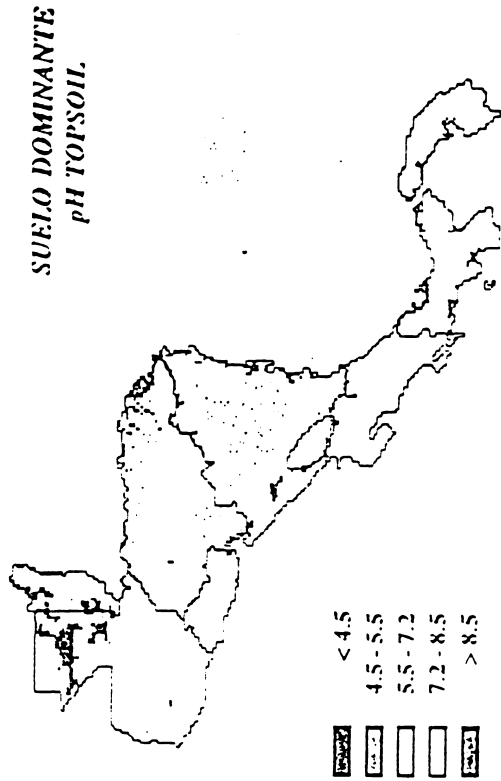 SUELO DOMINANTE
pH TOPSOIL
< 4.5
4.5 - 5.5
5.5 - 7.2
7.2 - 8.5
> 8.5